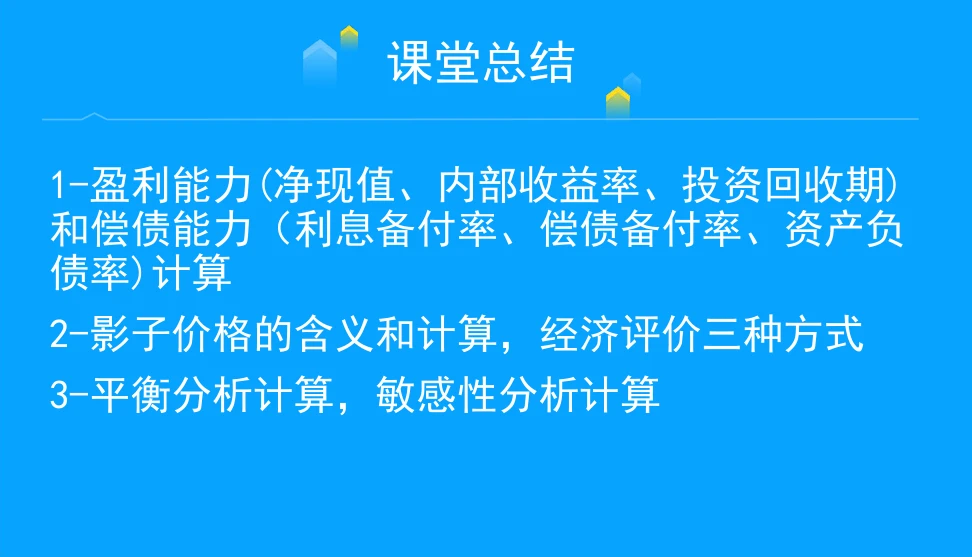 课堂总结
1-盈利能力(净现值、内部收益率、投资回收期)
和偿债能力（利息备付率、偿债备付率、资产负
债率)计算
2-影子价格的含义和计算，经济评价三种方式
3-平衡分析计算，敏感性分析计算